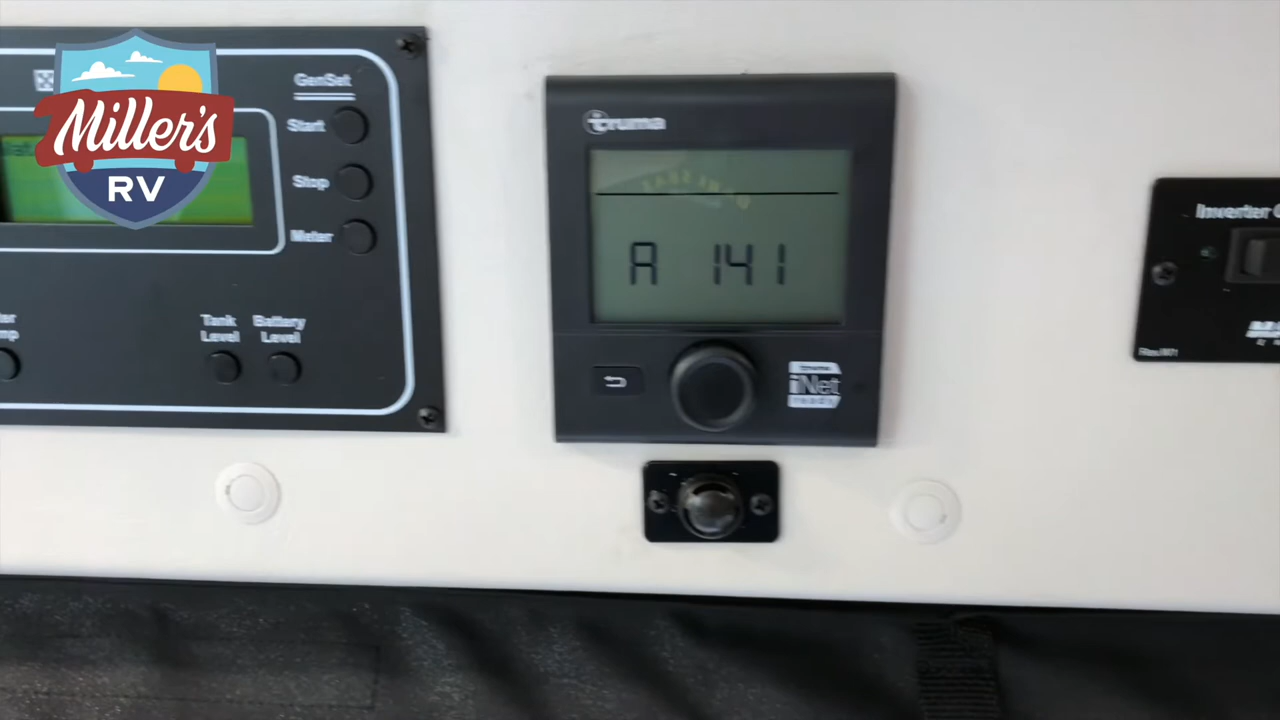 Miller's
RV
GenSet
Start
Stop
Meter
Tank
Level
Battery
Level
truma
A 141
iNet
ready
Inverter